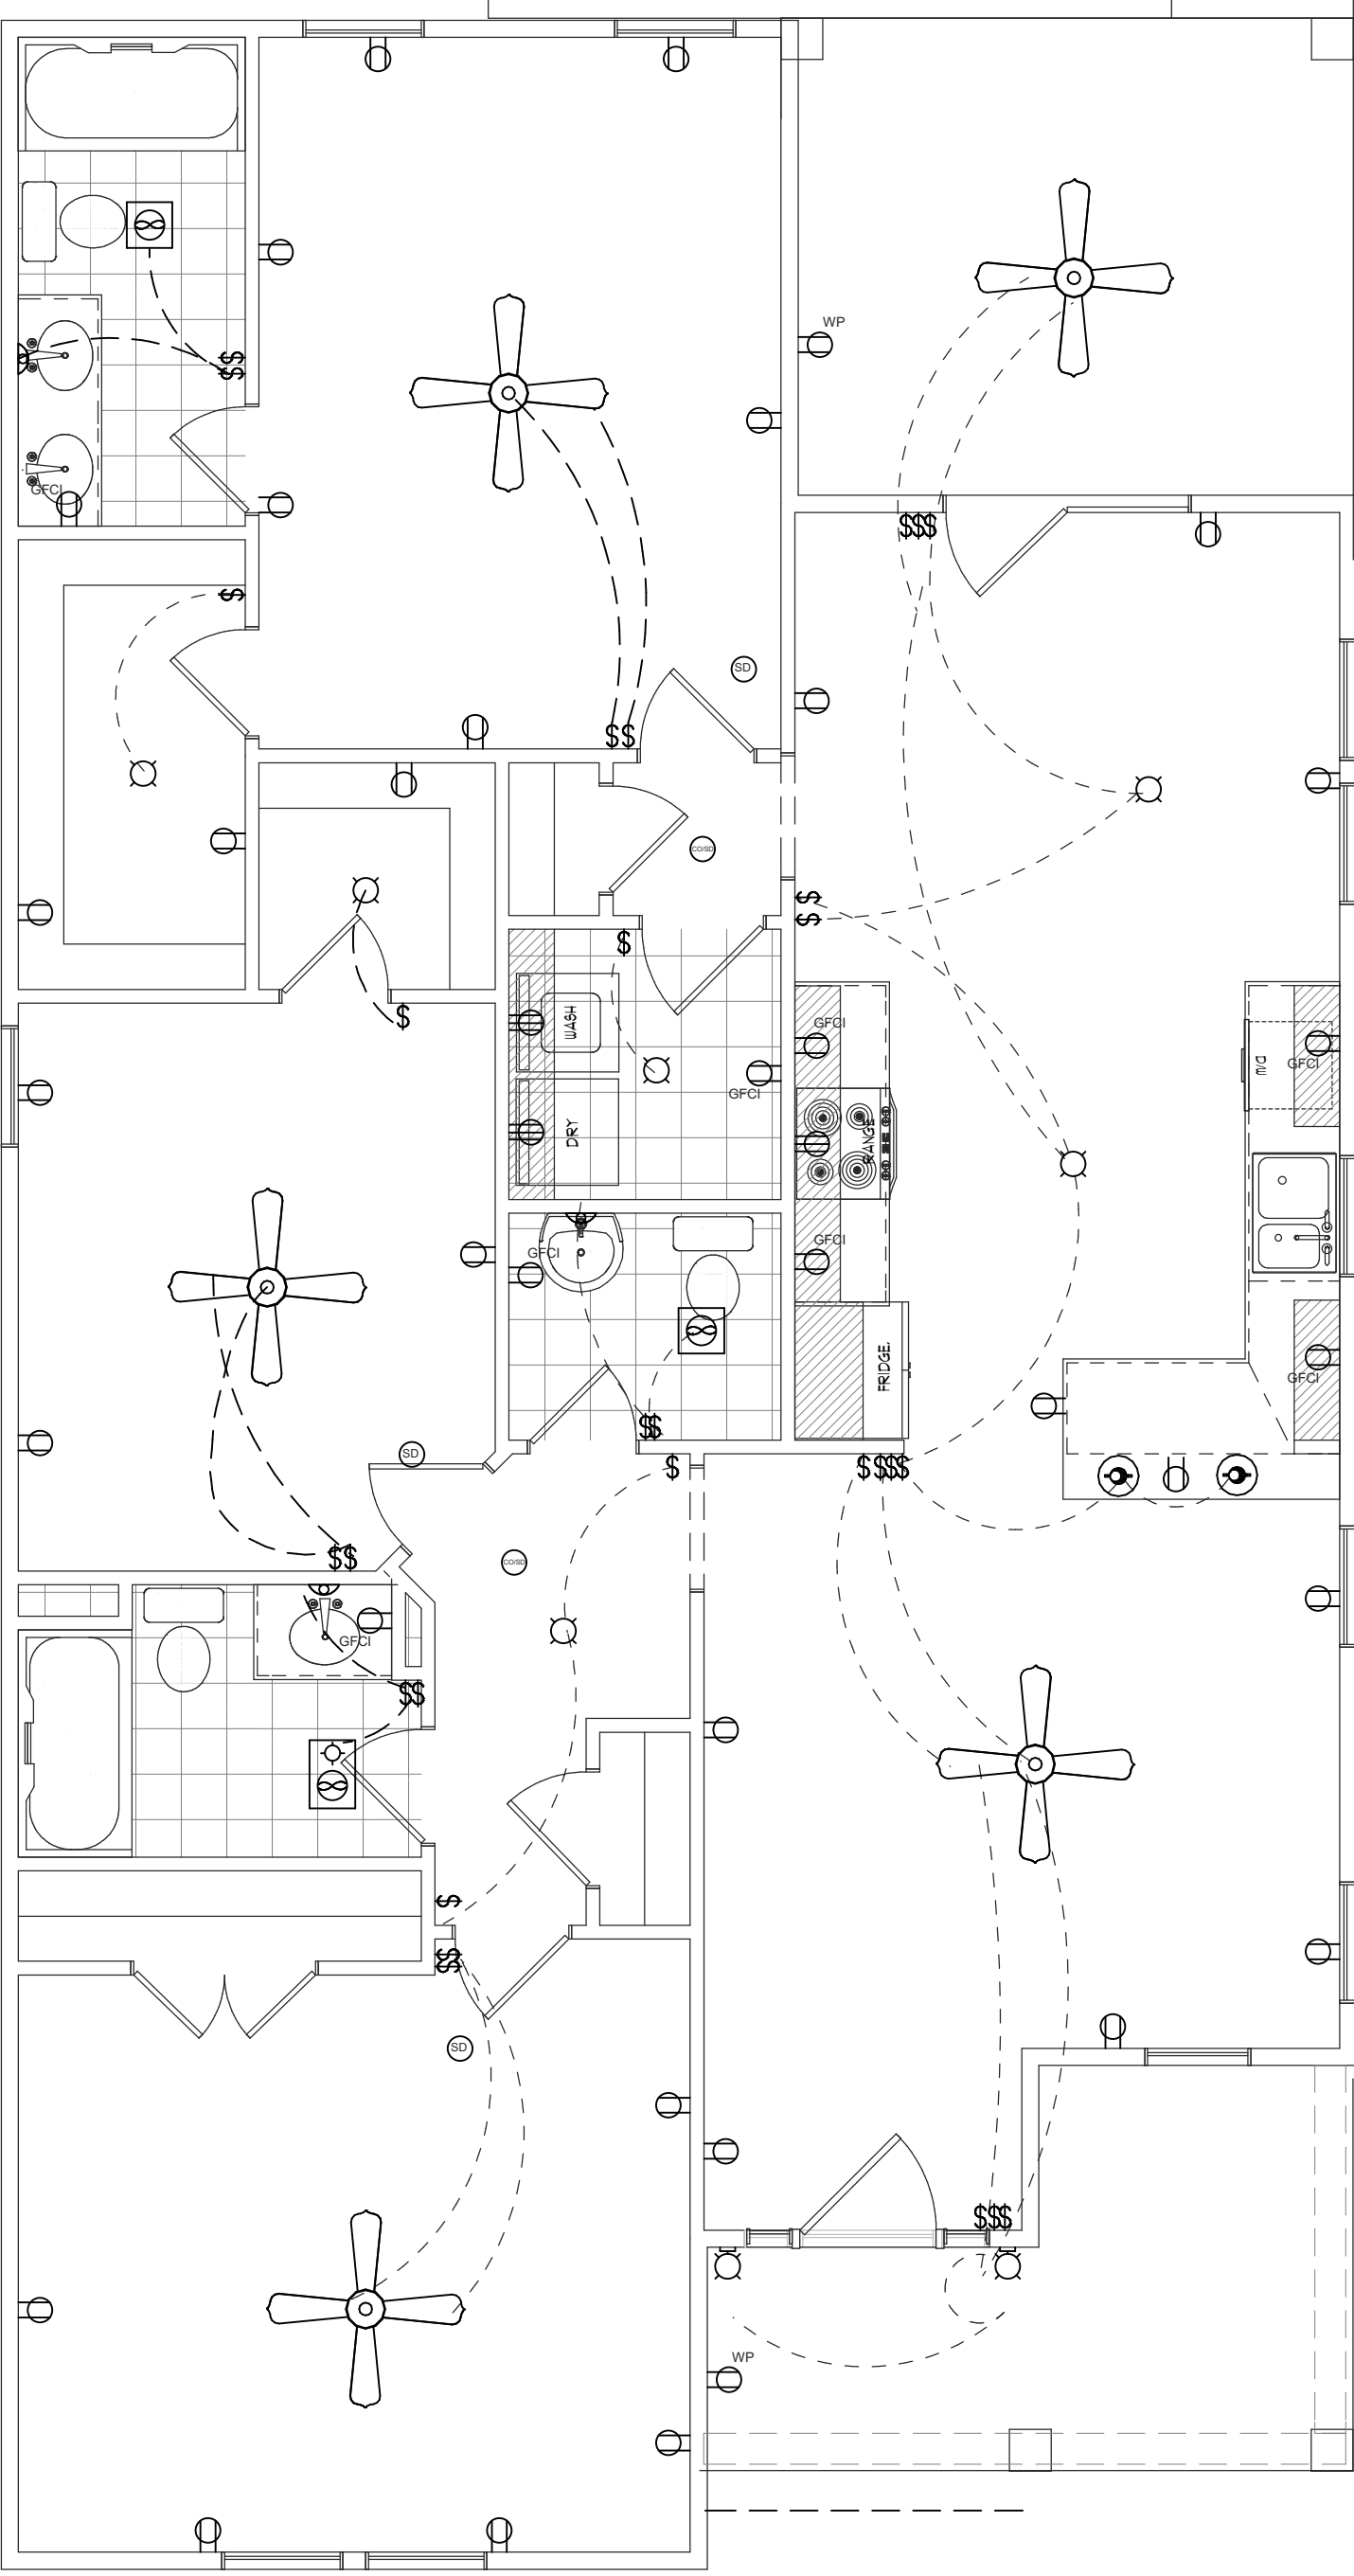 WP
GFCI
$$
$$$
$
SD
$$
CO/SD
$
$
$
WASH
$
GFCI
GFCI
D/W
GFCI
DRY
RANGE
GFCI
GFCI
FRIDGE.
GFCI
$$
SD
$
$$$$
$$
CO/SD
GFCI
$$
$
$$
SD
$$$
WP